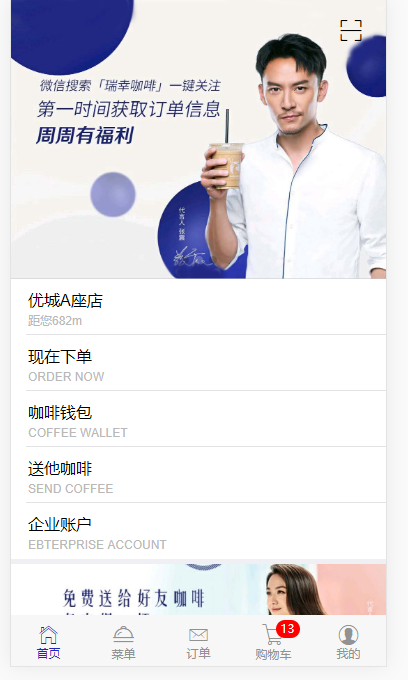 微信搜索「瑞幸咖啡」一键关注
第一时间获取订单信息
周周有福利
代言人 张震
优城A座店
距您682m
现在下单
ORDER NOW
咖啡钱包
COFFEE WALLET
送他咖啡
SEND COFFEE
企业账户
EBTERPRISE ACCOUNT
免费送给好友咖啡
首页
菜单
订单
13
购物车
我的